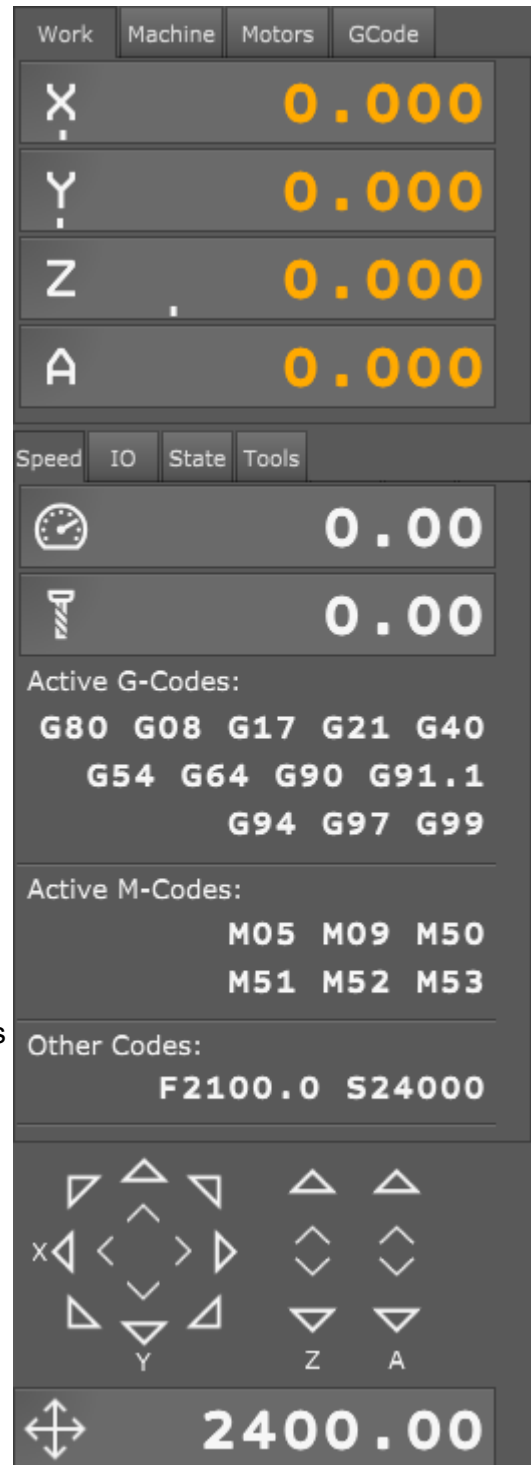 Work Machine Motors GCode
X 0.000
Y 0.000
Z 0.000
A 0.000
Speed IO State Tools
0.00
0.00
Active G-Codes:
G80 G08 G17 G21 G40
G54 G64 G90 G91.1
G94 G97 G99
Active M-Codes:
M05 M09 M50
M51 M52 M53
s
Other Codes:
F2100.0 S24000
X
Y Z A
2400.00